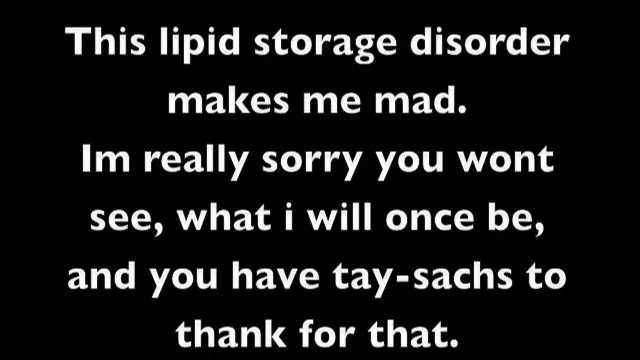 This lipid storage disorder
makes me mad.
Im really sorry you wont
see, what i will once be,
and you have tay-sachs to
thank for that.